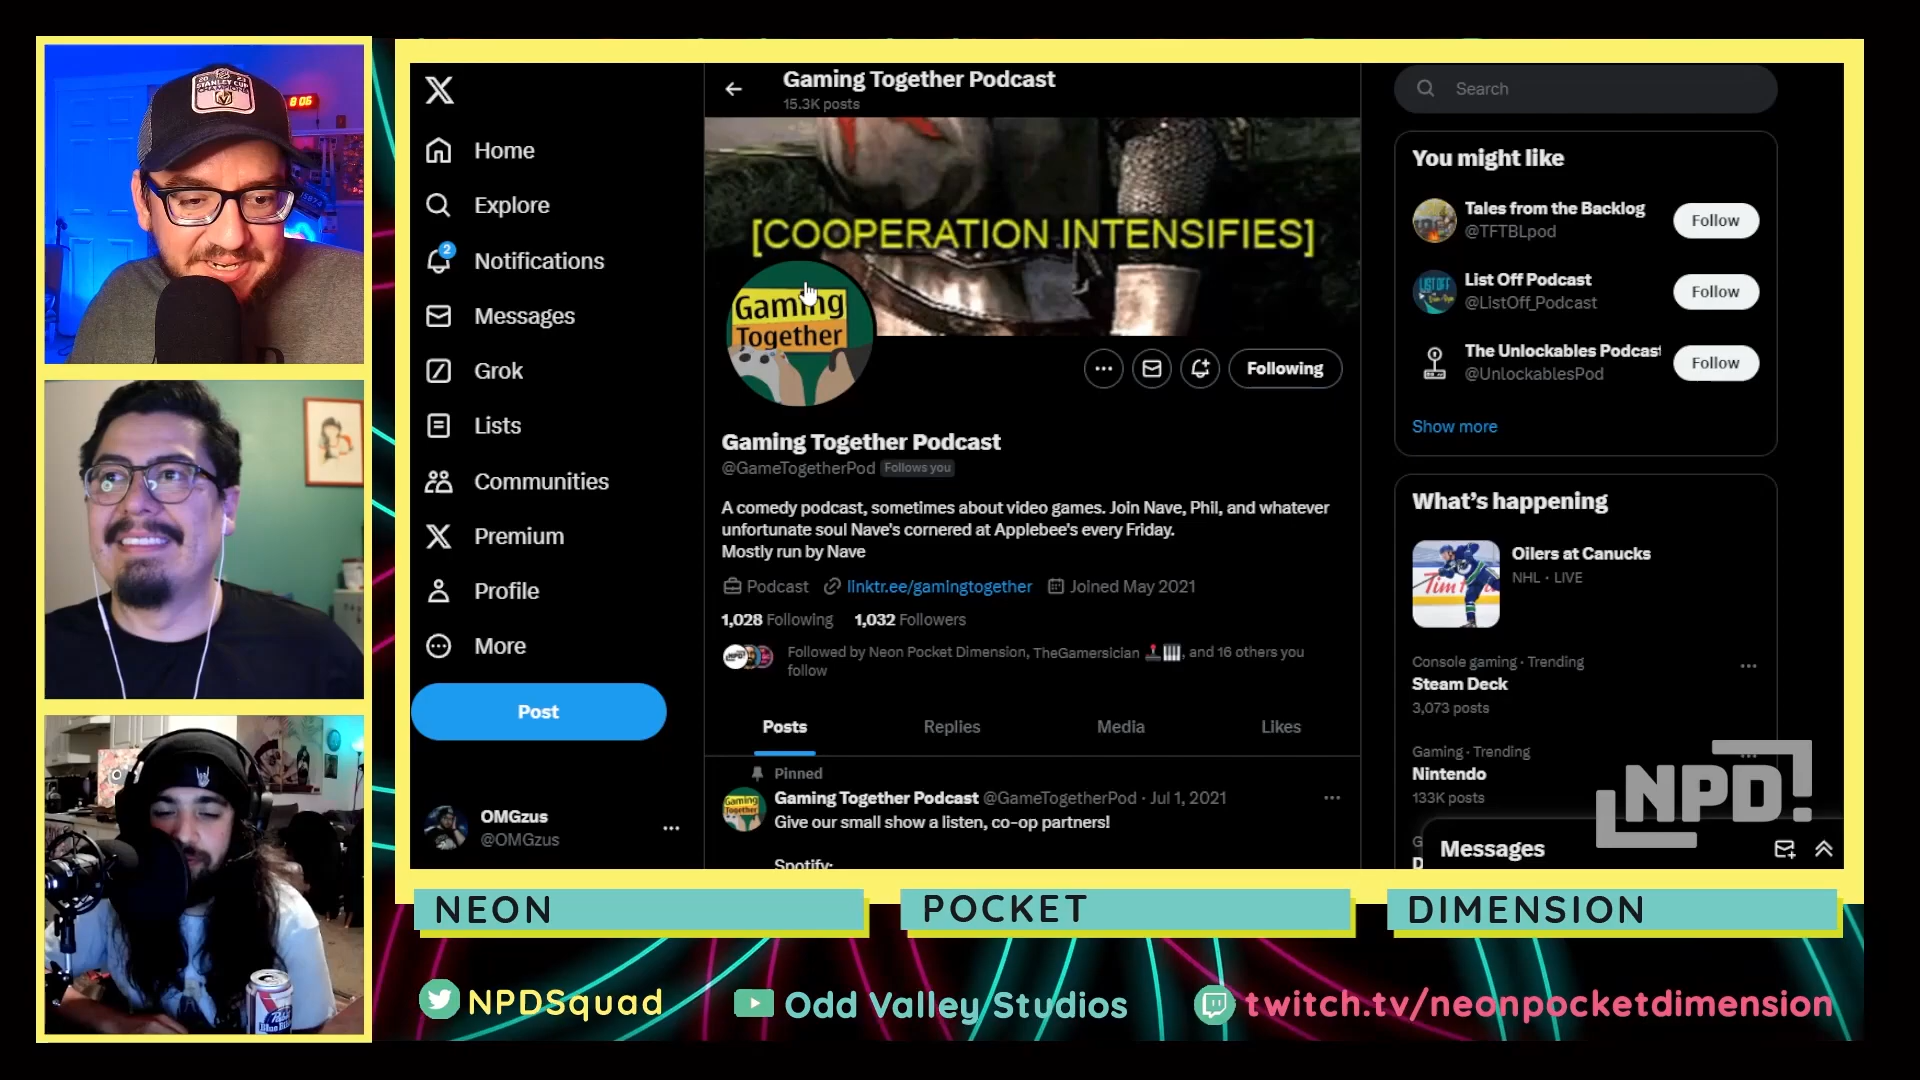 2023
STANLEY CUP
CHAMPIONS
8 06
Home
Explore
2
Notifications
Messages
Grok
Lists
Communities
Premium
Profile
More
Post
OMGzus
@OMGzus
Gaming Together Podcast
15.3K posts
[COOPERATION INTENSIFIES]
Gaming
Together
Following
Gaming Together Podcast
@GameTogetherPod Follows you
A comedy podcast, sometimes about video games. Join Nave, Phil, and whatever
unfortunate soul Nave's cornered at Applebee's every Friday.
Mostly run by Nave
Podcast linktr.ee/gamingtogether Joined May 2021
1,028 Following 1,032 Followers
Followed by Neon Pocket Dimension, TheGamersician, and 16 others you
follow
Posts Replies Media Likes
Pinned
Gaming Together Podcast @GameTogetherPod · Jul 1, 2021
Give our small show a listen, co-op partners!
Spotify:
Search
You might like
Tales from the Backlog
@TFTBLpod
Follow
List Off Podcast
@ListOff_Podcast
Follow
The Unlockables Podcast
@UnlockablesPod
Follow
Show more
What's happening
Oilers at Canucks
NHL · LIVE
Console gaming · Trending
Steam Deck
3,073 posts
Gaming · Trending
Nintendo
133K posts
NPD!
Messages
NEON
POCKET
DIMENSION
NPDSquad
Odd Valley Studios
twitch.tv/neonpocketdimension